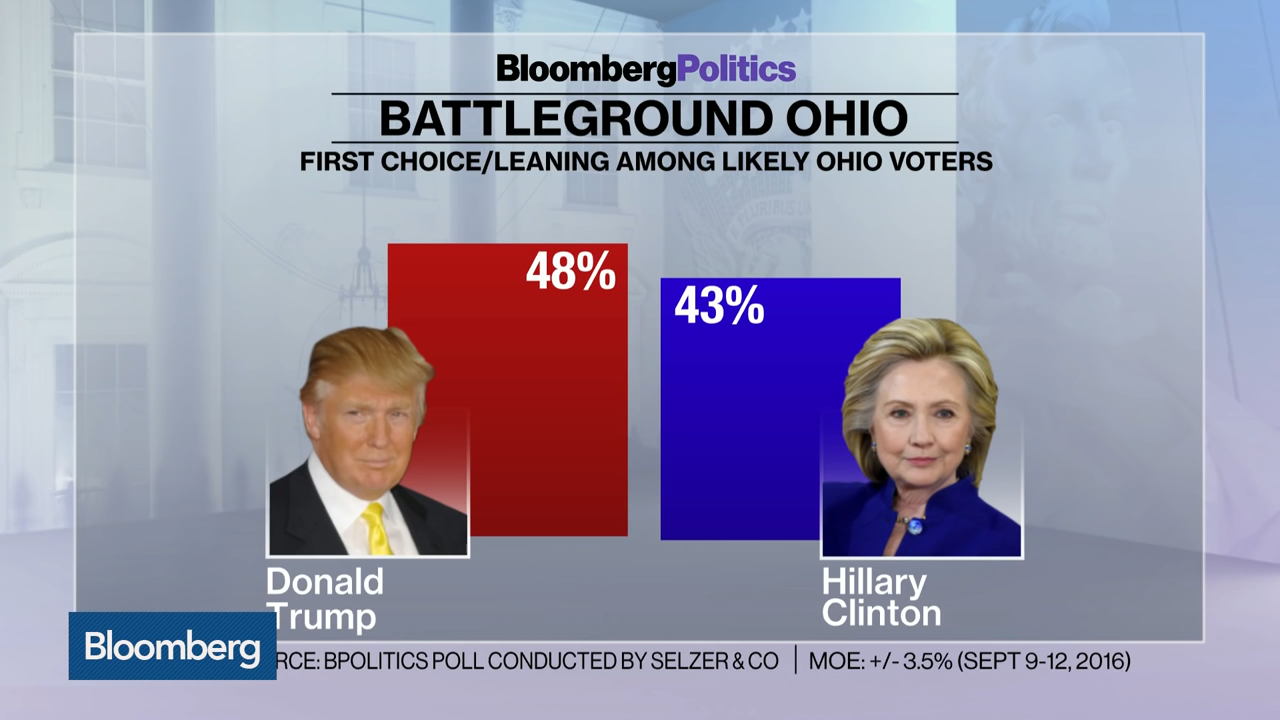 BloombergPolitics
BATTLEGROUND OHIO
FIRST CHOICE/LEANING AMONG LIKELY OHIO VOTERS
PLURIBUS
48%
43%
Donald
Trump
Hillary
Clinton
Bloomberg
RCE: BPOLITICS POLL CONDUCTED BY SELZER & CO | MOE: +/- 3.5% (SEPT 9-12, 2016)